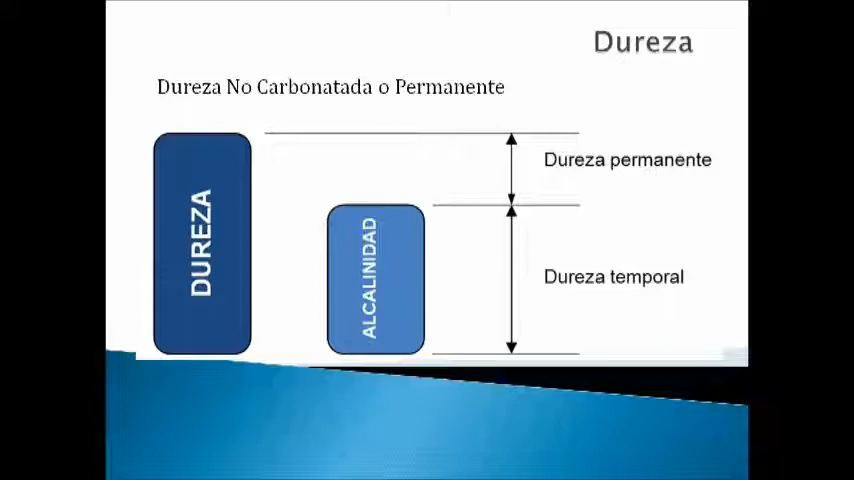 Dureza
Dureza No Carbonatada o Permanente
DUREZA
ALCALINIDAD
Dureza permanente
Dureza temporal